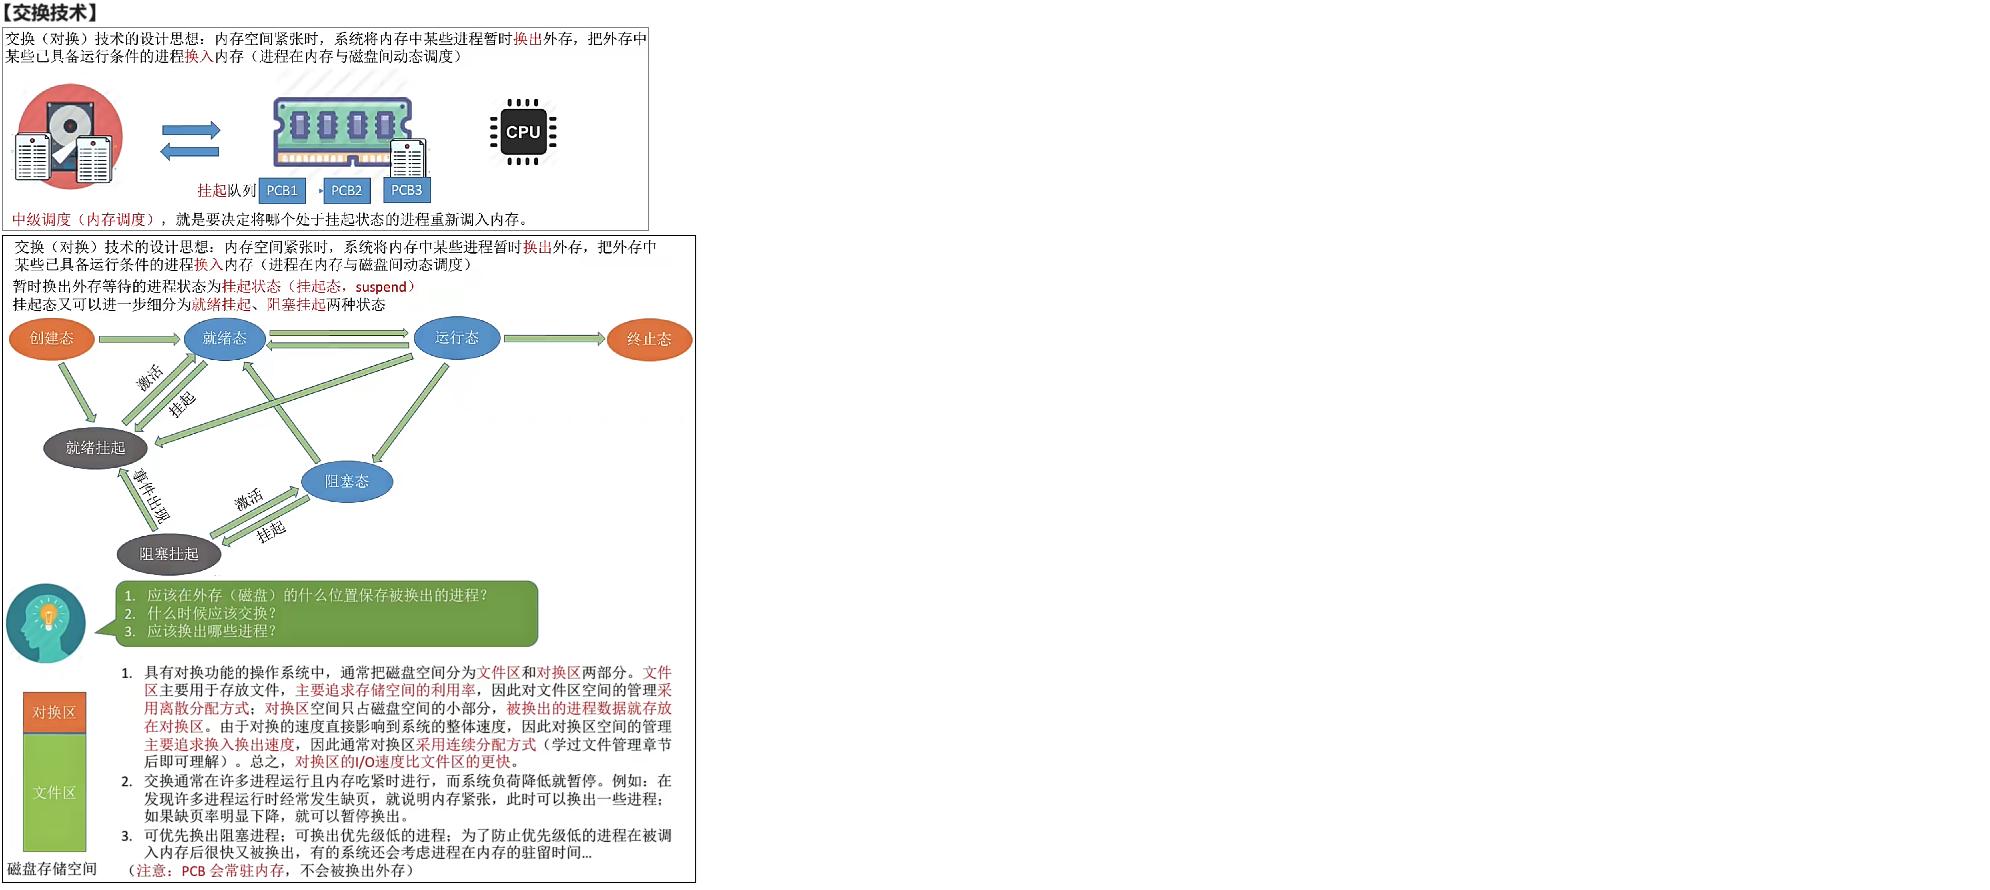 【交换技术】
交换（对换）技术的设计思想：内存空间紧张时，系统将内存中某些进程暂时换出外存，把外存中
某些已具备运行条件的进程换入内存（进程在内存与磁盘间动态调度）
CPU
挂起队列 PCB1 PCB2 PCB3
中级调度（内存调度），就是要决定将哪个处于挂起状态的进程重新调入内存。
交换（对换）技术的设计思想：内存空间紧张时，系统将内存中某些进程暂时换出外存，把外存中
某些已具备运行条件的进程换入内存（进程在内存与磁盘间动态调度）
暂时换出外存等待的进程状态为挂起状态（挂起态，suspend）
挂起态又可以进一步细分为就绪挂起、阻塞挂起两种状态
创建态 就绪态 运行态 终止态
激活
挂起
就绪挂起
事件出现
阻塞态
激活
挂起
阻塞挂起
1. 应该在外存（磁盘）的什么位置保存被换出的进程？
2. 什么时候应该交换？
3. 应该换出哪些进程？
1. 具有对换功能的操作系统中，通常把磁盘空间分为文件区和对换区两部分。文件
区主要用于存放文件，主要追求存储空间的利用率，因此对文件区空间的管理采
用离散分配方式；对换区空间只占磁盘空间的小部分，被换出的进程数据就存放
在对换区。由于对换的速度直接影响到系统的整体速度，因此对换区空间的管理
主要追求换入换出速度，因此通常对换区采用连续分配方式（学过文件管理章节
后即可理解）。总之，对换区的I/O速度比文件区的更快。
2. 交换通常在许多进程运行且内存吃紧时进行，而系统负荷降低就暂停。例如：在
发现许多进程运行时经常发生缺页，就说明内存紧张，此时可以换出一些进程；
如果缺页率明显下降，就可以暂停换出。
3. 可优先换出阻塞进程；可换出优先级低的进程；为了防止优先级低的进程在被调
入内存后很快又被换出，有的系统还会考虑进程在内存的驻留时间…
（注意：PCB 会常驻内存，不会被换出外存）
对换区
文件区
磁盘存储空间